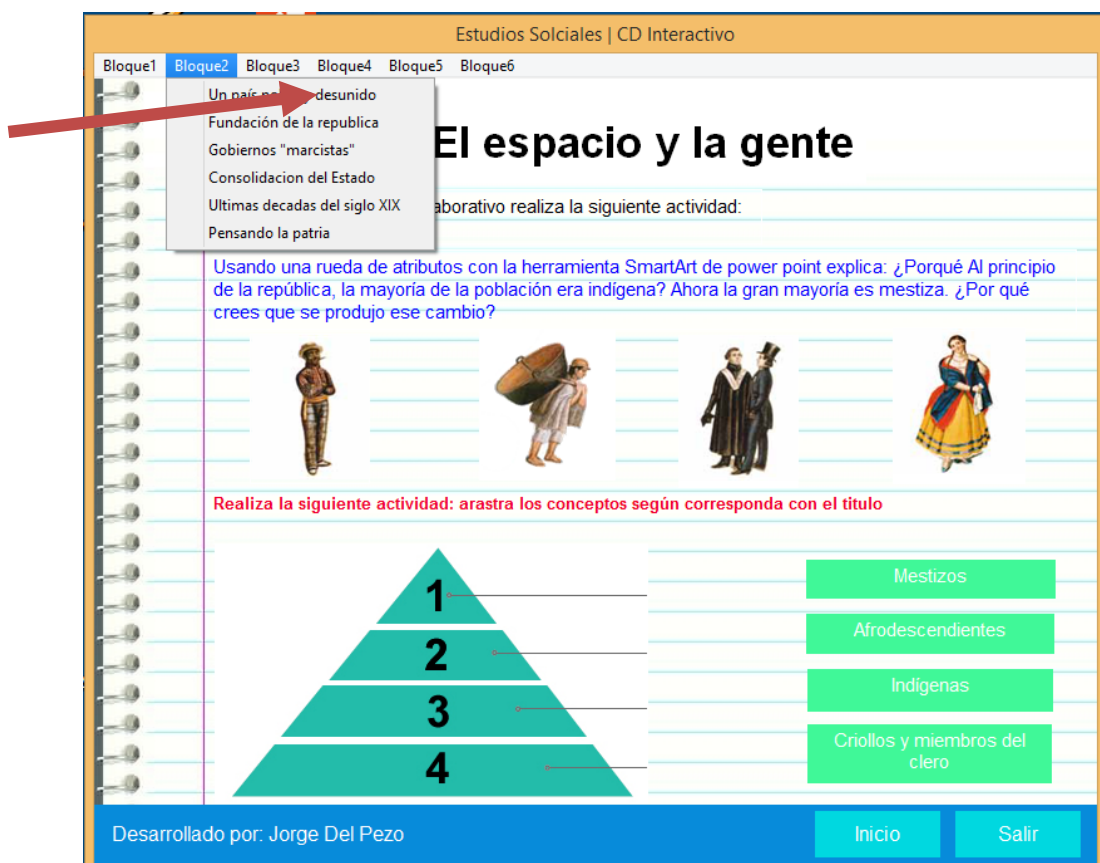 Estudios Solciales | CD Interactivo
Bloque1 Bloque2 Bloque3 Bloque4 Bloque5 Bloque6
Un país desunido
Fundación de la republica
Gobiernos "marcistas"
Consolidacion del Estado
Ultimas decadas del siglo XIX
Pensando la patria
El espacio y la gente
aborativo realiza la siguiente actividad:
Usando una rueda de atributos con la herramienta SmartArt de power point explica: ¿Porqué Al principio
de la república, la mayoría de la población era indígena? Ahora la gran mayoría es mestiza. ¿Por qué
crees que se produjo ese cambio?
Realiza la siguiente actividad: arastra los conceptos según corresponda con el titulo
1
2
3
4
Mestizos
Afrodescendientes
Indígenas
Criollos y miembros del
clero
Desarrollado por: Jorge Del Pezo
Inicio
Salir